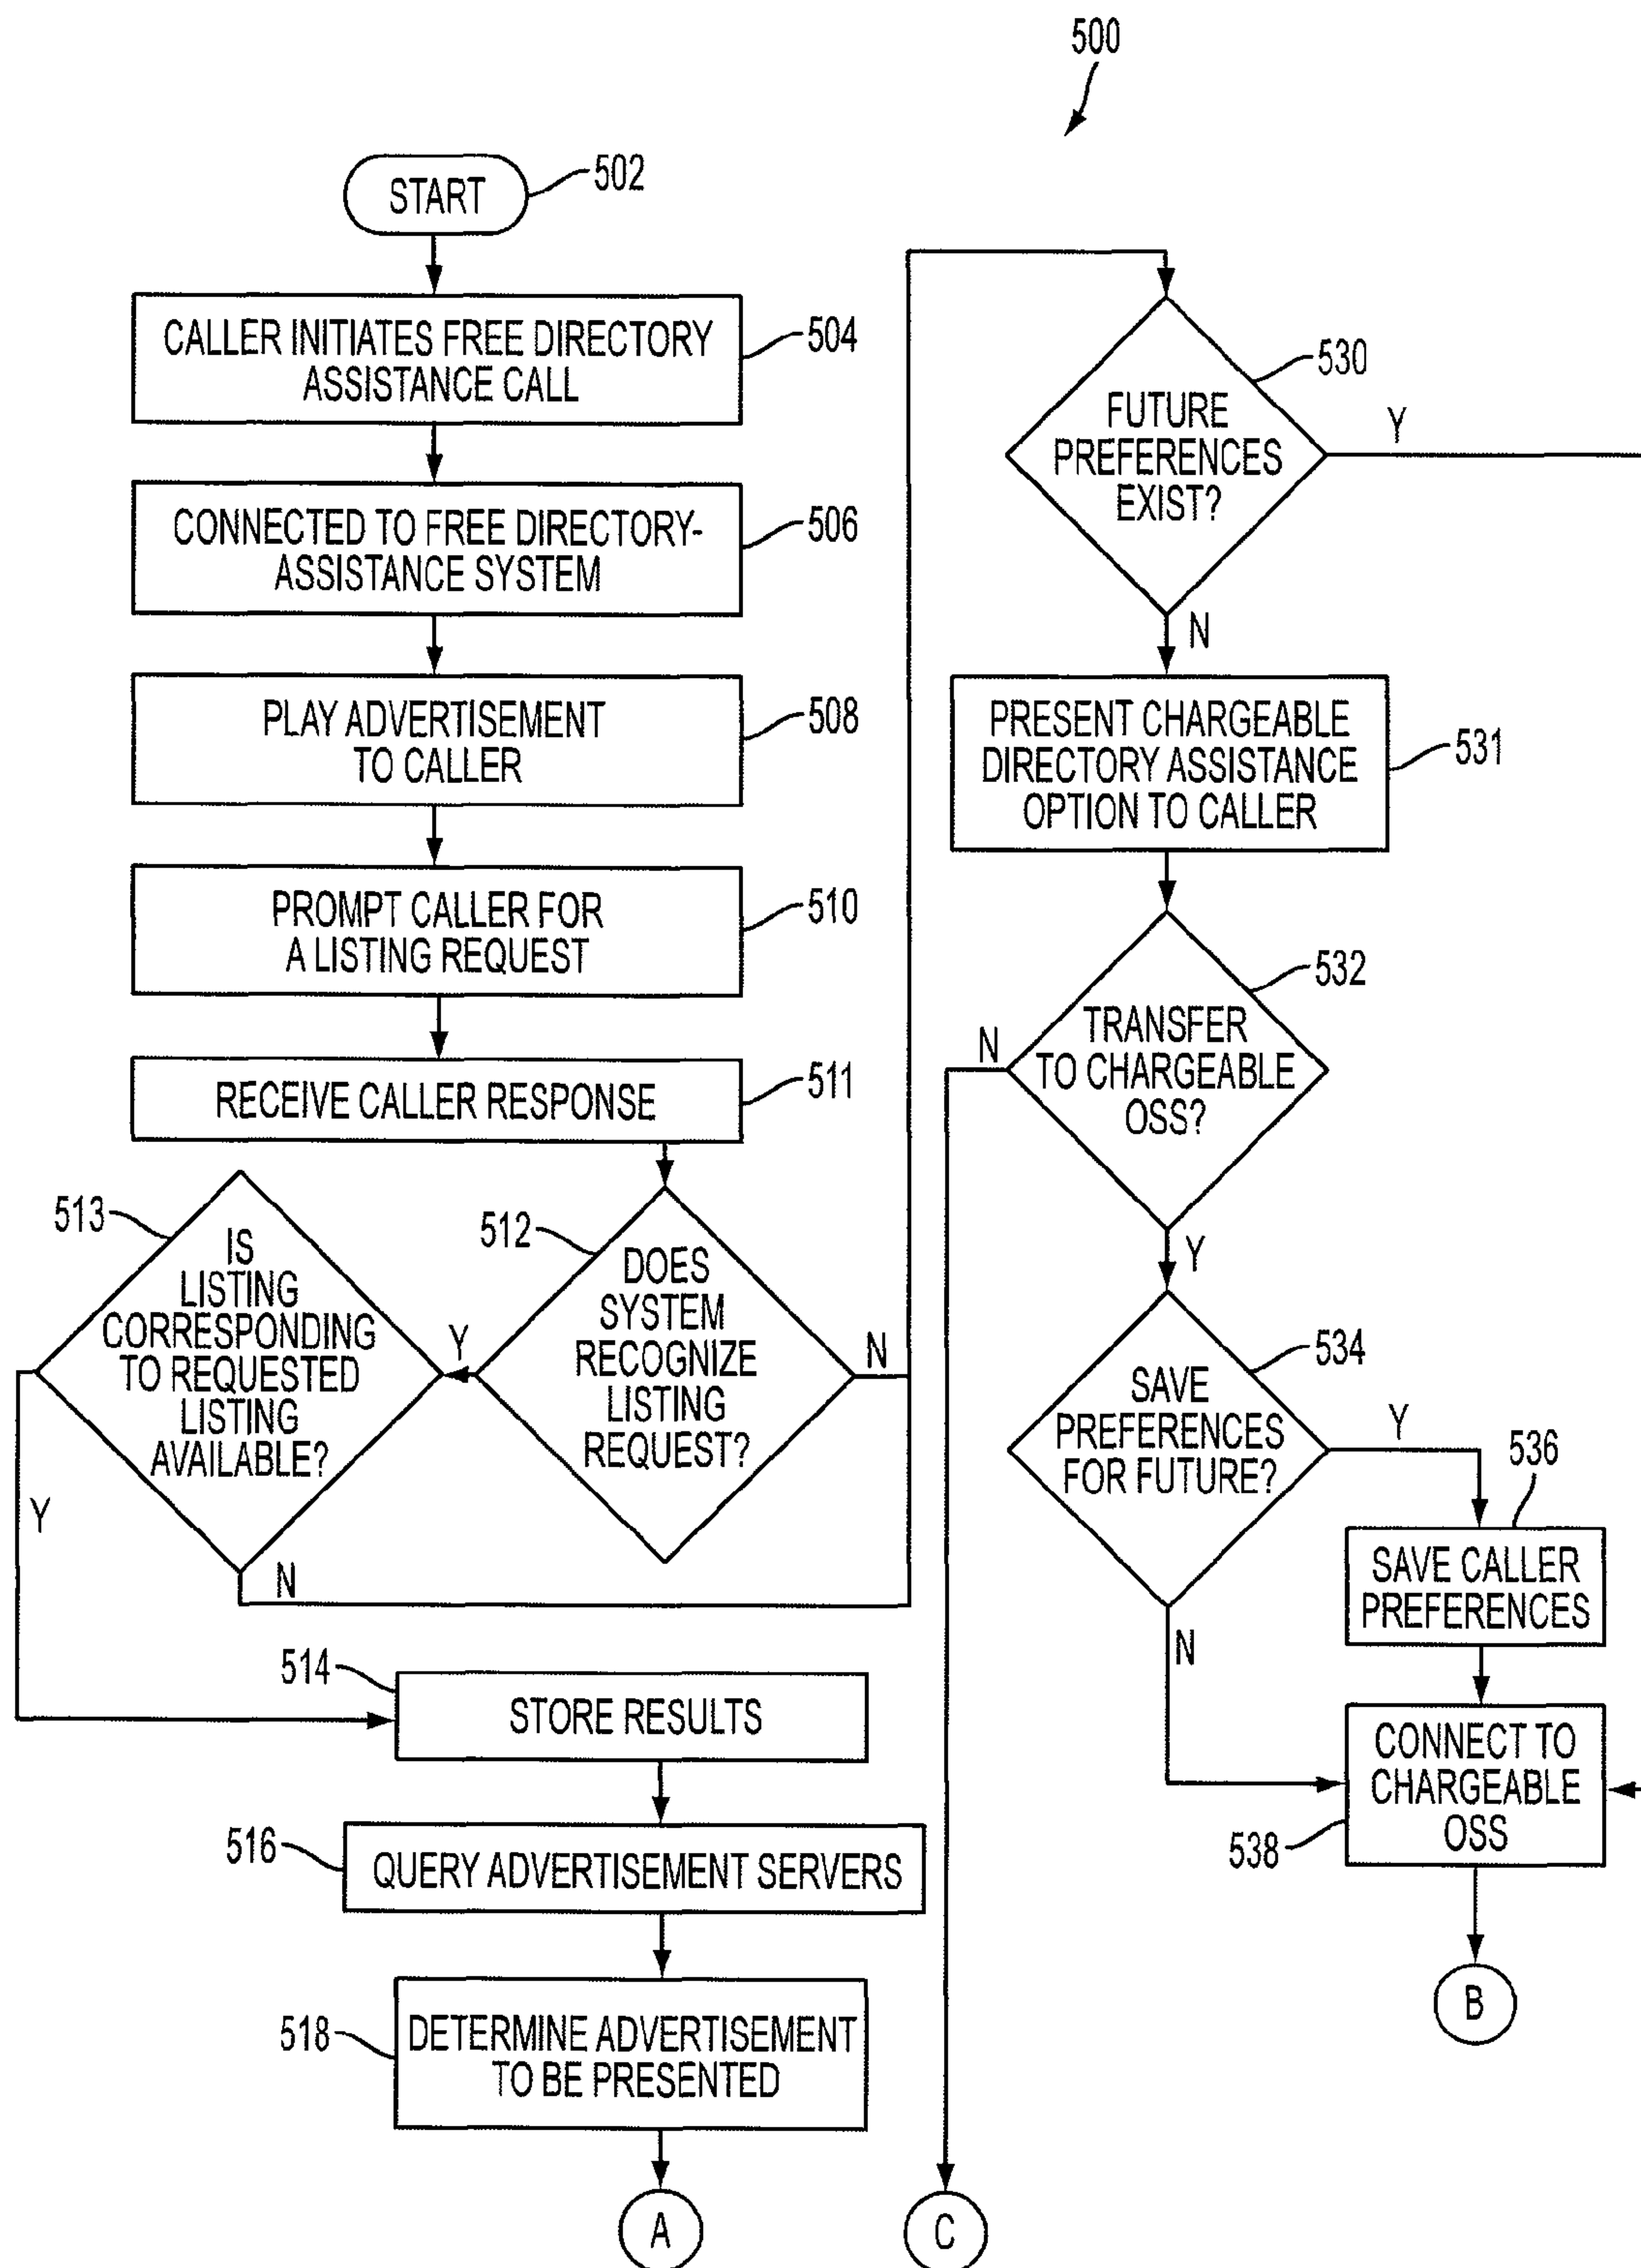 500
START
502
CALLER INITIATES FREE DIRECTORY
ASSISTANCE CALL
504
CONNECTED TO FREE DIRECTORY-
ASSISTANCE SYSTEM
506
PLAY ADVERTISEMENT
TO CALLER
508
PROMPT CALLER FOR
A LISTING REQUEST
510
RECEIVE CALLER RESPONSE
511
512
DOES
SYSTEM
RECOGNIZE
LISTING
REQUEST?
Y
N
513
IS
LISTING
CORRESPONDING
TO REQUESTED
LISTING
AVAILABLE?
Y
N
514
STORE RESULTS
516
QUERY ADVERTISEMENT SERVERS
518
DETERMINE ADVERTISEMENT
TO BE PRESENTED
A
530
FUTURE
PREFERENCES
EXIST?
Y
N
PRESENT CHARGEABLE
DIRECTORY ASSISTANCE
OPTION TO CALLER
531
532
TRANSFER
TO CHARGEABLE
OSS?
N
Y
534
SAVE
PREFERENCES
FOR FUTURE?
Y
N
536
SAVE CALLER
PREFERENCES
CONNECT TO
CHARGEABLE
OSS
538
B
C